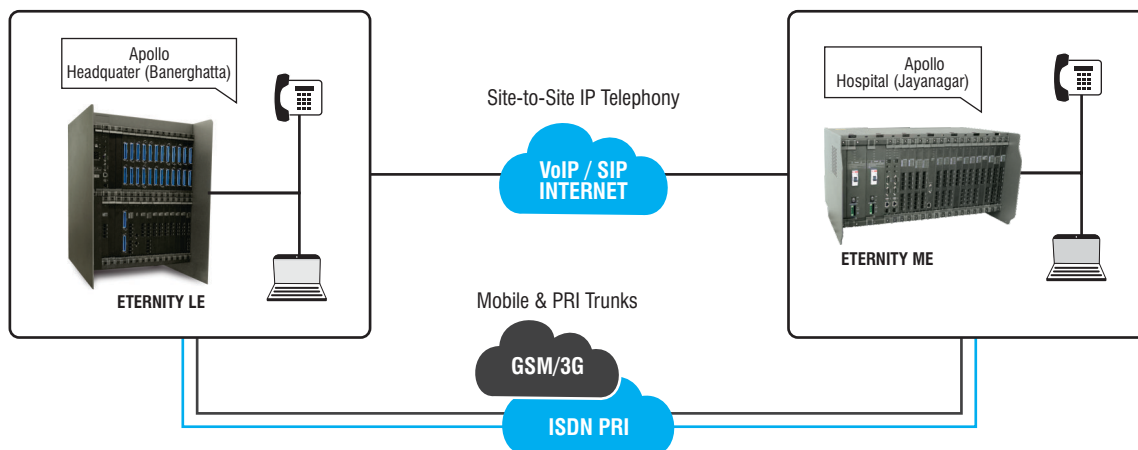 Apollo
Headquater (Banerghatta)
ETERNITY LE
Site-to-Site IP Telephony
VoIP / SIP
INTERNET
Apollo
Hospital (Jayanagar)
ETERNITY ME
Mobile & PRI Trunks
GSM/3G
ISDN PRI